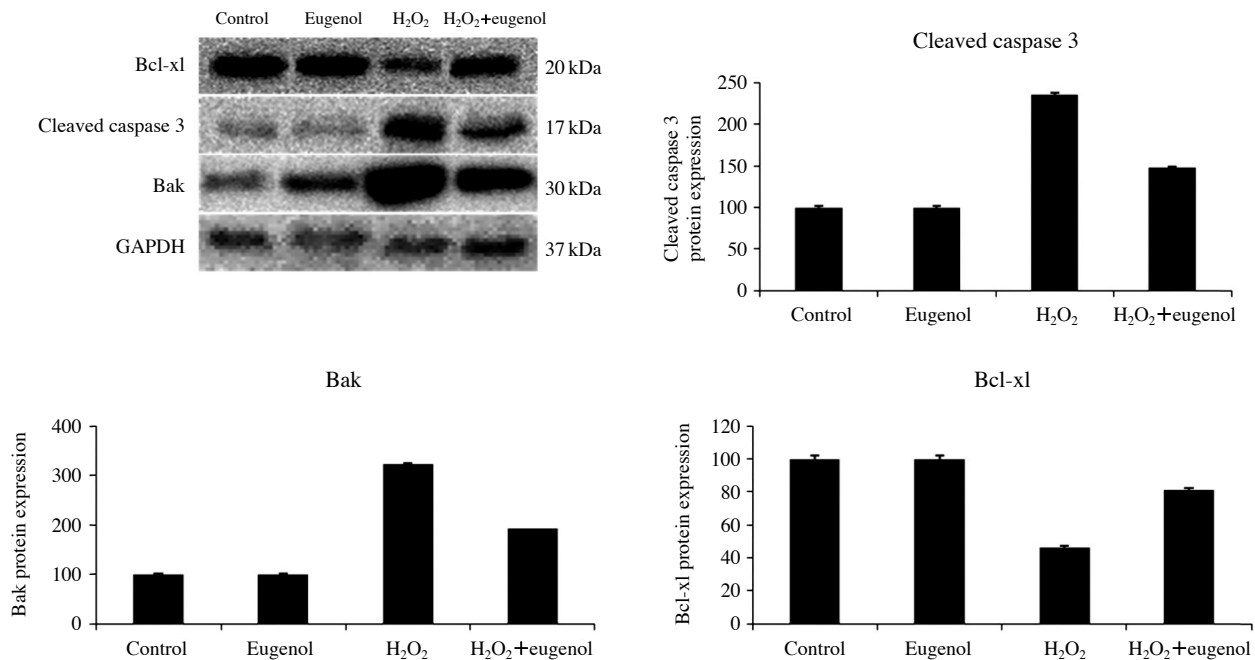 Control Eugenol H₂O₂ H₂O₂+eugenol
Bcl-xl 20 kDa
Cleaved caspase 3 17 kDa
Bak 30 kDa
GAPDH 37 kDa
Cleaved caspase 3
Cleaved caspase 3
protein expression
250
200
150
100
50
0
Control Eugenol H₂O₂ H₂O₂+eugenol
Bak
Bak protein expression
400
300
200
100
0
Control Eugenol H₂O₂ H₂O₂+eugenol
Bcl-xl
Bcl-xl protein expression
120
100
80
60
40
20
0
Control Eugenol H₂O₂ H₂O₂+eugenol